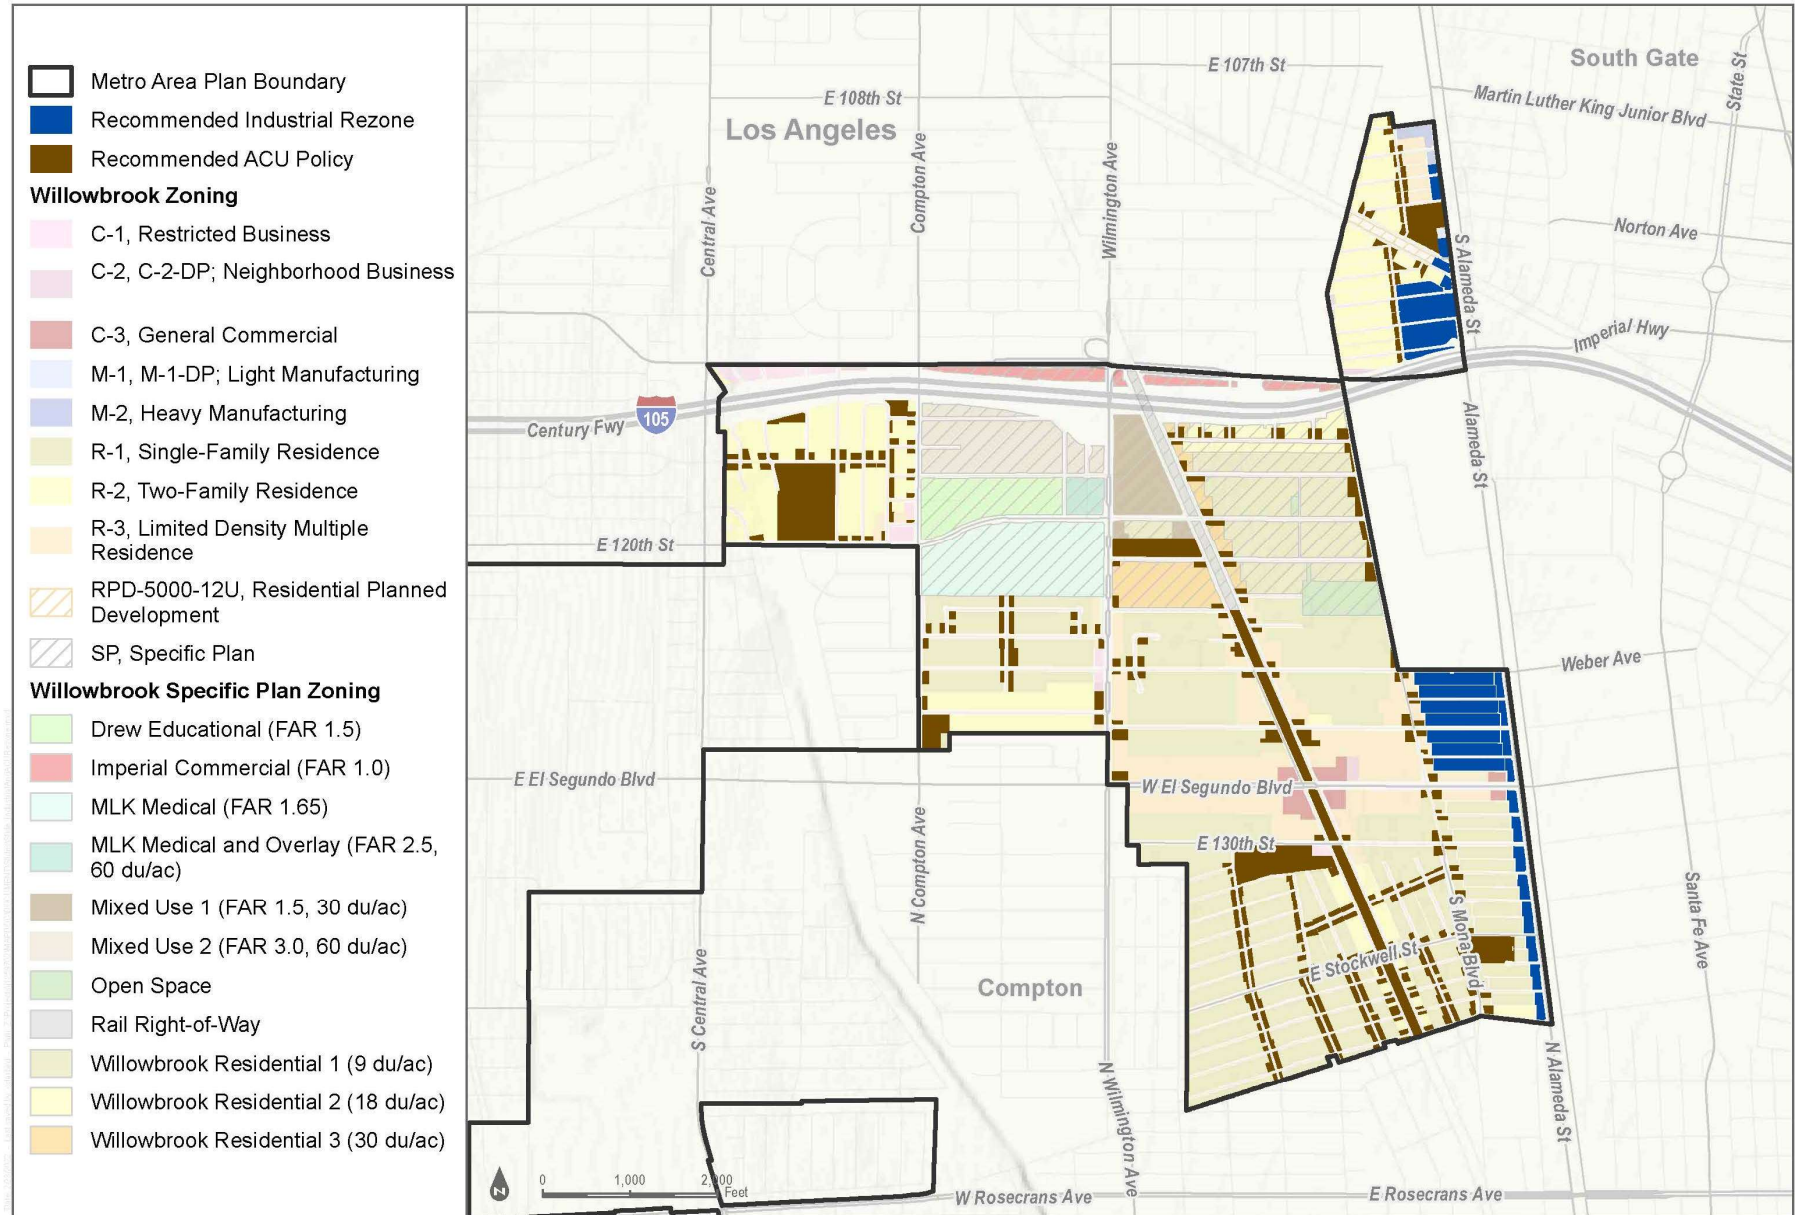 Metro Area Plan Boundary
Recommended Industrial Rezone
Recommended ACU Policy
Willowbrook Zoning
C-1, Restricted Business
C-2, C-2-DP; Neighborhood Business
C-3, General Commercial
M-1, M-1-DP; Light Manufacturing
M-2, Heavy Manufacturing
R-1, Single-Family Residence
R-2, Two-Family Residence
R-3, Limited Density Multiple
Residence
RPD-5000-12U, Residential Planned
Development
SP, Specific Plan
Willowbrook Specific Plan Zoning
Drew Educational (FAR 1.5)
Imperial Commercial (FAR 1.0)
MLK Medical (FAR 1.65)
MLK Medical and Overlay (FAR 2.5,
60 du/ac)
Mixed Use 1 (FAR 1.5, 30 du/ac)
Mixed Use 2 (FAR 3.0, 60 du/ac)
Open Space
Rail Right-of-Way
Willowbrook Residential 1 (9 du/ac)
Willowbrook Residential 2 (18 du/ac)
Willowbrook Residential 3 (30 du/ac)
South Gate
E 107th St
State St
E 108th St
Martin Luther King Junior Blvd
Los Angeles
Compton Ave
Wilmington Ave
Central Ave
Norton Ave
S Alameda St
Imperial Hwy
105
Century Fwy
Alameda St
E 120th St
Weber Ave
E El Segundo Blvd
W El Segundo Blvd
E 130th St
N Compton Ave
Santa Fe Ave
S Mona Blvd
E Stockwell St
S Central Ave
Compton
N Alameda St
N Wilmington Ave
W Rosecrans Ave
E Rosecrans Ave
N
0 1,000 2,000
Feet